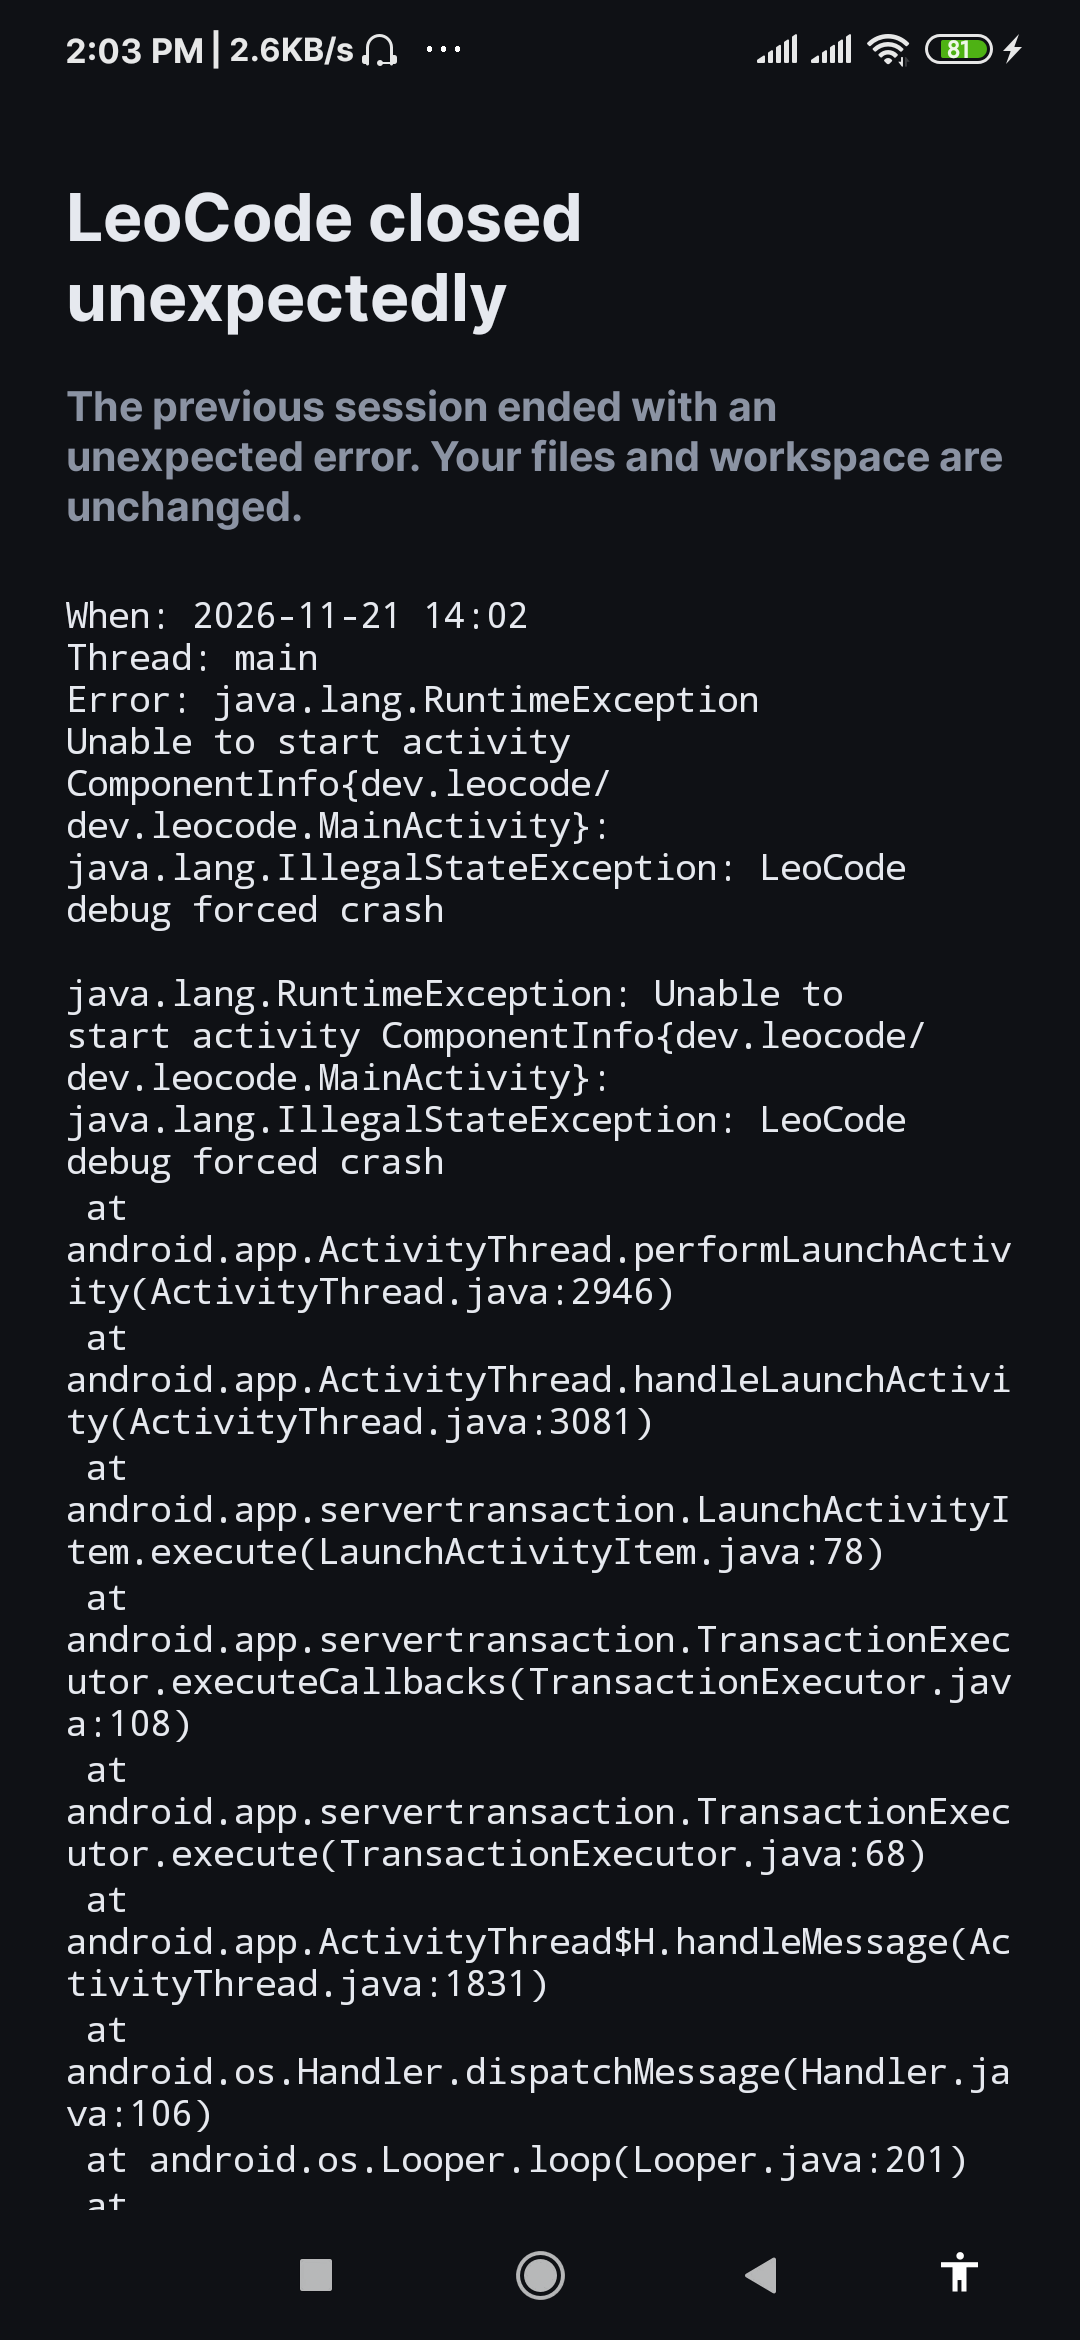 2:03 PM | 2.6KB/s ...
81
LeoCode closed
unexpectedly
The previous session ended with an
unexpected error. Your files and workspace are
unchanged.
When: 2026-11-21 14:02
Thread: main
Error: java.lang.RuntimeException
Unable to start activity
ComponentInfo{dev.leocode/
dev.leocode.MainActivity}:
java.lang.IllegalStateException: LeoCode
debug forced crash
java.lang.RuntimeException: Unable to
start activity ComponentInfo{dev.leocode/
dev.leocode.MainActivity}:
java.lang.IllegalStateException: LeoCode
debug forced crash
at
android.app.ActivityThread.performLaunchActiv
ity(ActivityThread.java:2946)
at
android.app.ActivityThread.handleLaunchActivi
ty(ActivityThread.java:3081)
at
android.app.servertransaction.LaunchActivityI
tem.execute(LaunchActivityItem.java:78)
at
android.app.servertransaction.TransactionExec
utor.executeCallbacks(TransactionExecutor.jav
a:108)
at
android.app.servertransaction.TransactionExec
utor.execute(TransactionExecutor.java:68)
at
android.app.ActivityThread$H.handleMessage(Ac
tivityThread.java:1831)
at
android.os.Handler.dispatchMessage(Handler.ja
va:106)
at android.os.Looper.loop(Looper.java:201)
at